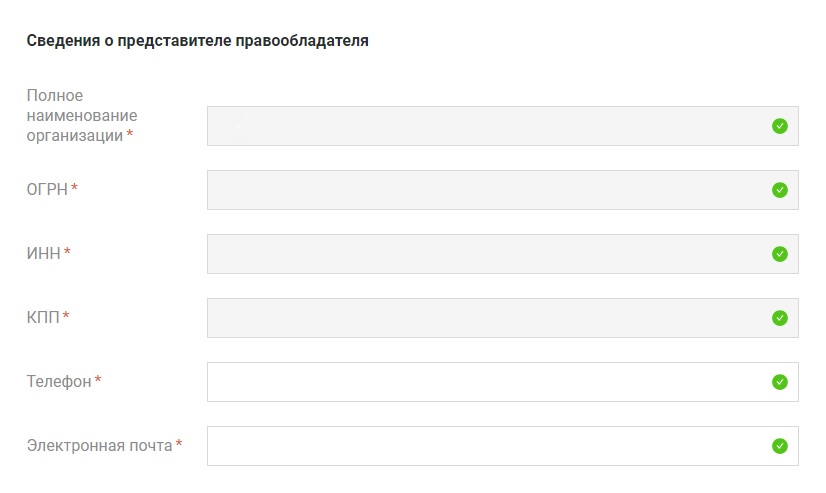 Сведения о представителе правообладателя
Полное
наименование
организации *
ОГРН *
ИНН *
КПП *
Телефон *
Электронная почта *